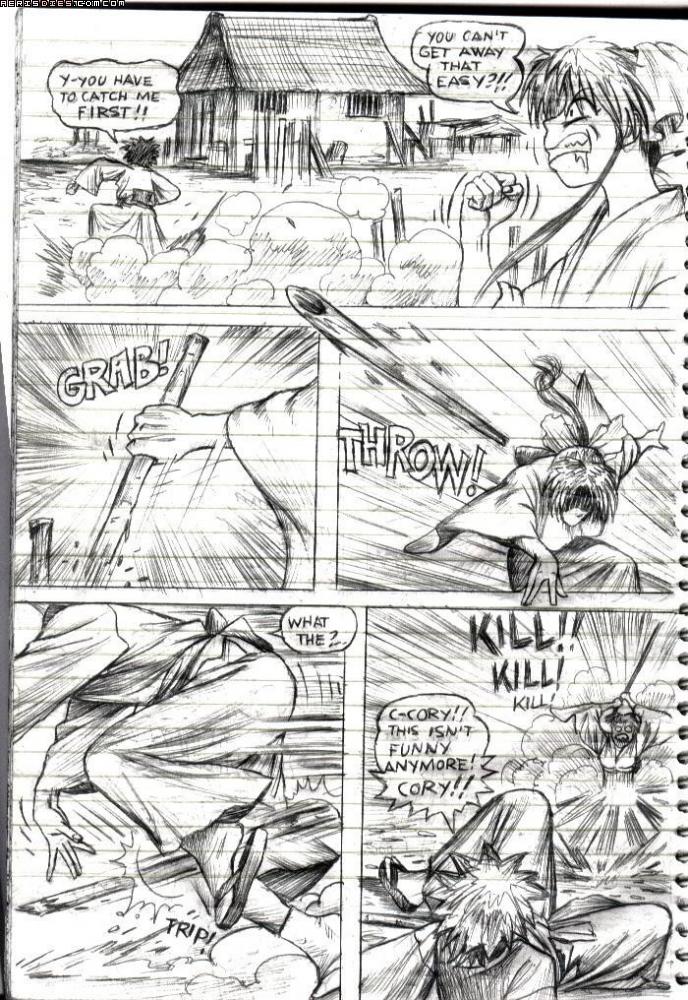 AERISDIES.COM.COM
Y-YOU HAVE
TO CATCH ME
FIRST!!
YOU CAN'T
GET AWAY
THAT
EASY?!!
GRAB!
THROW!
WHAT
THE?
TRIP!
KILL!!
KILL!
KILL!
C-CORY!!
THIS ISN'T
FUNNY
ANYMORE!
CORY!!